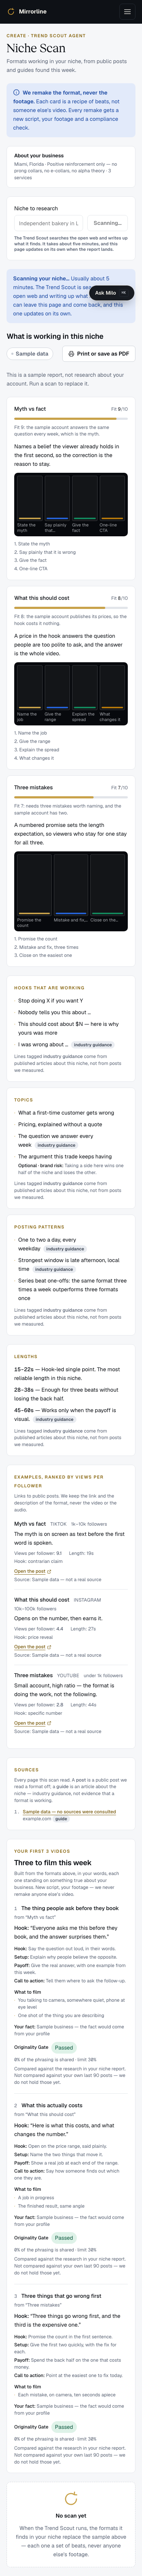 Mirrorline
CREATE · TREND SCOUT AGENT
Niche Scan
Formats working in your niche, from public posts
and guides found this week.
We remake the format, never the
footage. Each card is a recipe of beats, not
someone else's video. Every remake gets a
new script, your footage and a compliance
check.
About your business
Miami, Florida · Positive reinforcement only — no
prong collars, no e-collars, no alpha theory · 3
services
Niche to research
Independent bakery in L
Scanning…
The Trend Scout searches the open web and writes up
what it finds. It takes about five minutes, and this
page updates on its own when the report lands.
Scanning your niche… Usually about 5
minutes. The Trend Scout is sea
open web and writing up what
can leave this page and come back, and this
one updates on its own.
Ask Milo
What is working in this niche
Sample data
Print or save as PDF
This is a sample report, not research about your
account. Run a scan to replace it.
Myth vs fact
Fit 9/10
Fit 9: the sample account answers the same
question every week, which is the myth.
Names a belief the viewer already holds in
the first second, so the correction is the
reason to stay.
State the myth
Say plainly that…
Give the fact
One-line CTA
1. State the myth
2. Say plainly that it is wrong
3. Give the fact
4. One-line CTA
What this should cost
Fit 8/10
Fit 8: the sample account publishes its prices, so the
hook costs it nothing.
A price in the hook answers the question
people are too polite to ask, and the answer
is the whole video.
Name the job
Give the range
Explain the spread
What changes it
1. Name the job
2. Give the range
3. Explain the spread
4. What changes it
Three mistakes
Fit 7/10
Fit 7: needs three mistakes worth naming, and the
sample account has two.
A numbered promise sets the length
expectation, so viewers who stay for one stay
for all three.
Promise the count
Mistake and fix,…
Close on the…
1. Promise the count
2. Mistake and fix, three times
3. Close on the easiest one
HOOKS THAT ARE WORKING
Stop doing X if you want Y
Nobody tells you this about …
This should cost about $N — here is why
yours was more
I was wrong about … industry guidance
Lines tagged industry guidance come from
published articles about this niche, not from posts
we measured.
TOPICS
What a first-time customer gets wrong
Pricing, explained without a quote
The question we answer every
week industry guidance
The argument this trade keeps having
Optional · brand risk: Taking a side here wins one
half of the niche and loses the other.
Lines tagged industry guidance come from
published articles about this niche, not from posts
we measured.
POSTING PATTERNS
One to two a day, every
weekday industry guidance
Strongest window is late afternoon, local
time industry guidance
Series beat one-offs: the same format three
times a week outperforms three formats
once
Lines tagged industry guidance come from
published articles about this niche, not from posts
we measured.
LENGTHS
15–22s — Hook-led single point. The most
reliable length in this niche.
28–38s — Enough for three beats without
losing the back half.
45–60s — Works only when the payoff is
visual. industry guidance
Lines tagged industry guidance come from
published articles about this niche, not from posts
we measured.
EXAMPLES, RANKED BY VIEWS PER
FOLLOWER
Links to public posts. We keep the link and the
description of the format, never the video or the
audio.
Myth vs fact TIKTOK 1k–10k followers
The myth is on screen as text before the first
word is spoken.
Views per follower: 9.1 Length: 19s
Hook: contrarian claim
Open the post
Source: Sample data — not a real source
What this should cost INSTAGRAM
10k–100k followers
Opens on the number, then earns it.
Views per follower: 4.4 Length: 27s
Hook: price reveal
Open the post
Source: Sample data — not a real source
Three mistakes YOUTUBE under 1k followers
Small account, high ratio — the format is
doing the work, not the following.
Views per follower: 2.8 Length: 44s
Hook: specific number
Open the post
Source: Sample data — not a real source
SOURCES
Every page this scan read. A post is a public post we
read a format off; a guide is an article about the
niche — industry guidance, not evidence that a
format is working.
1. Sample data — no sources were consulted
example.com guide
YOUR FIRST 3 VIDEOS
Three to film this week
Built from the formats above, in your words, each
one standing on something true about your
business. New script, your footage — we never
remake anyone else's video.
1 The thing people ask before they book
from "Myth vs fact"
Hook: "Everyone asks me this before they
book, and the answer surprises them."
Hook: Say the question out loud, in their words.
Setup: Explain why people believe the opposite.
Payoff: Give the real answer, with one example from
this week.
Call to action: Tell them where to ask the follow-up.
What to film
You talking to camera, somewhere quiet, phone at
eye level
One shot of the thing you are describing
Your fact: Sample business — the fact would come
from your profile
Originality Gate Passed
0% of the phrasing is shared · limit 30%
Compared against the research in your niche report.
Not compared against your own last 90 posts — we
do not hold those yet.
2 What this actually costs
from "What this should cost"
Hook: "Here is what this costs, and what
changes the number."
Hook: Open on the price range, said plainly.
Setup: Name the two things that move it.
Payoff: Show a real job at each end of the range.
Call to action: Say how someone finds out which
one they are.
What to film
A job in progress
The finished result, same angle
Your fact: Sample business — the fact would come
from your profile
Originality Gate Passed
0% of the phrasing is shared · limit 30%
Compared against the research in your niche report.
Not compared against your own last 90 posts — we
do not hold those yet.
3 Three things that go wrong first
from "Three mistakes"
Hook: "Three things go wrong first, and the
third is the expensive one."
Hook: Promise the count in the first sentence.
Setup: Give the first two quickly, with the fix for
each.
Payoff: Spend the back half on the one that costs
money.
Call to action: Point at the easiest one to fix today.
What to film
Each mistake, on camera, ten seconds apiece
Your fact: Sample business — the fact would come
from your profile
Originality Gate Passed
0% of the phrasing is shared · limit 30%
Compared against the research in your niche report.
Not compared against your own last 90 posts — we
do not hold those yet.
No scan yet
When the Trend Scout runs, the formats it
finds in your niche replace the sample above
— each one a set of beats, never anyone
else's footage.